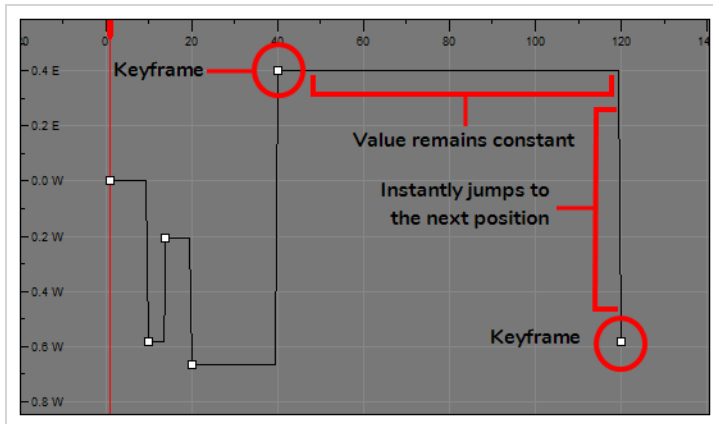 0
20
40
60
80
100
120
14
0.4 E
Keyframe
0.2 E
Value remains constant
0.0 W
Instantly jumps to
the next position
0.2 W
0.4 W
Keyframe
0.6 W
0.8 W